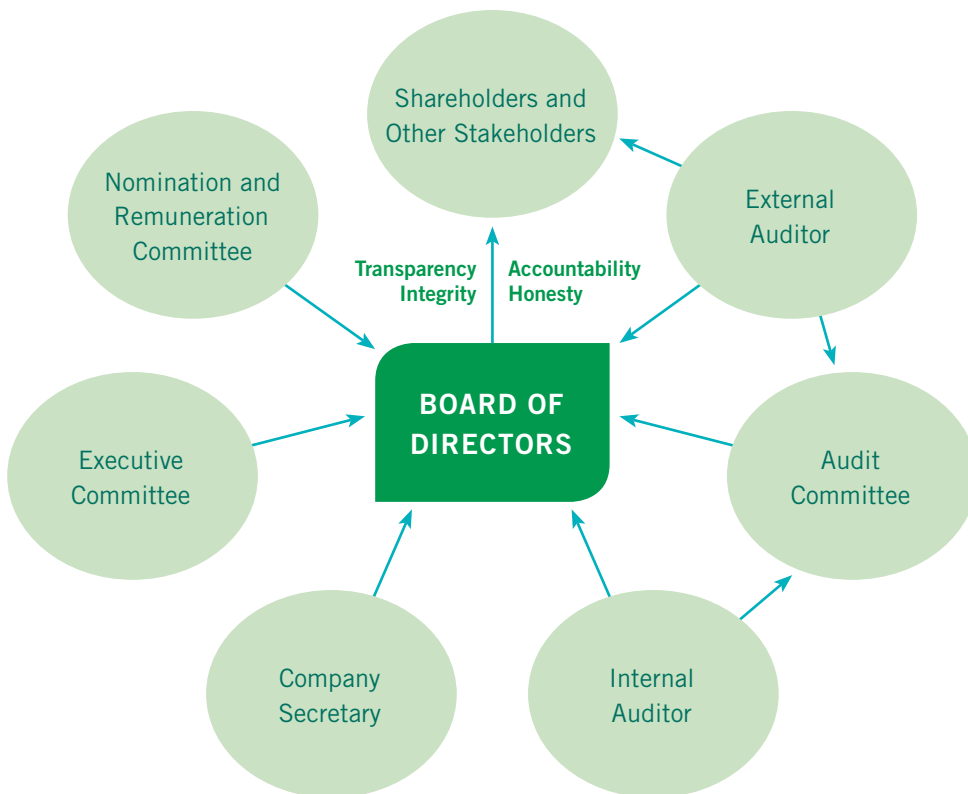 Shareholders and
Other Stakeholders
Nomination and
Remuneration
Committee
External
Auditor
Transparency
Integrity
Accountability
Honesty
BOARD OF
DIRECTORS
Executive
Committee
Audit
Committee
Company
Secretary
Internal
Auditor